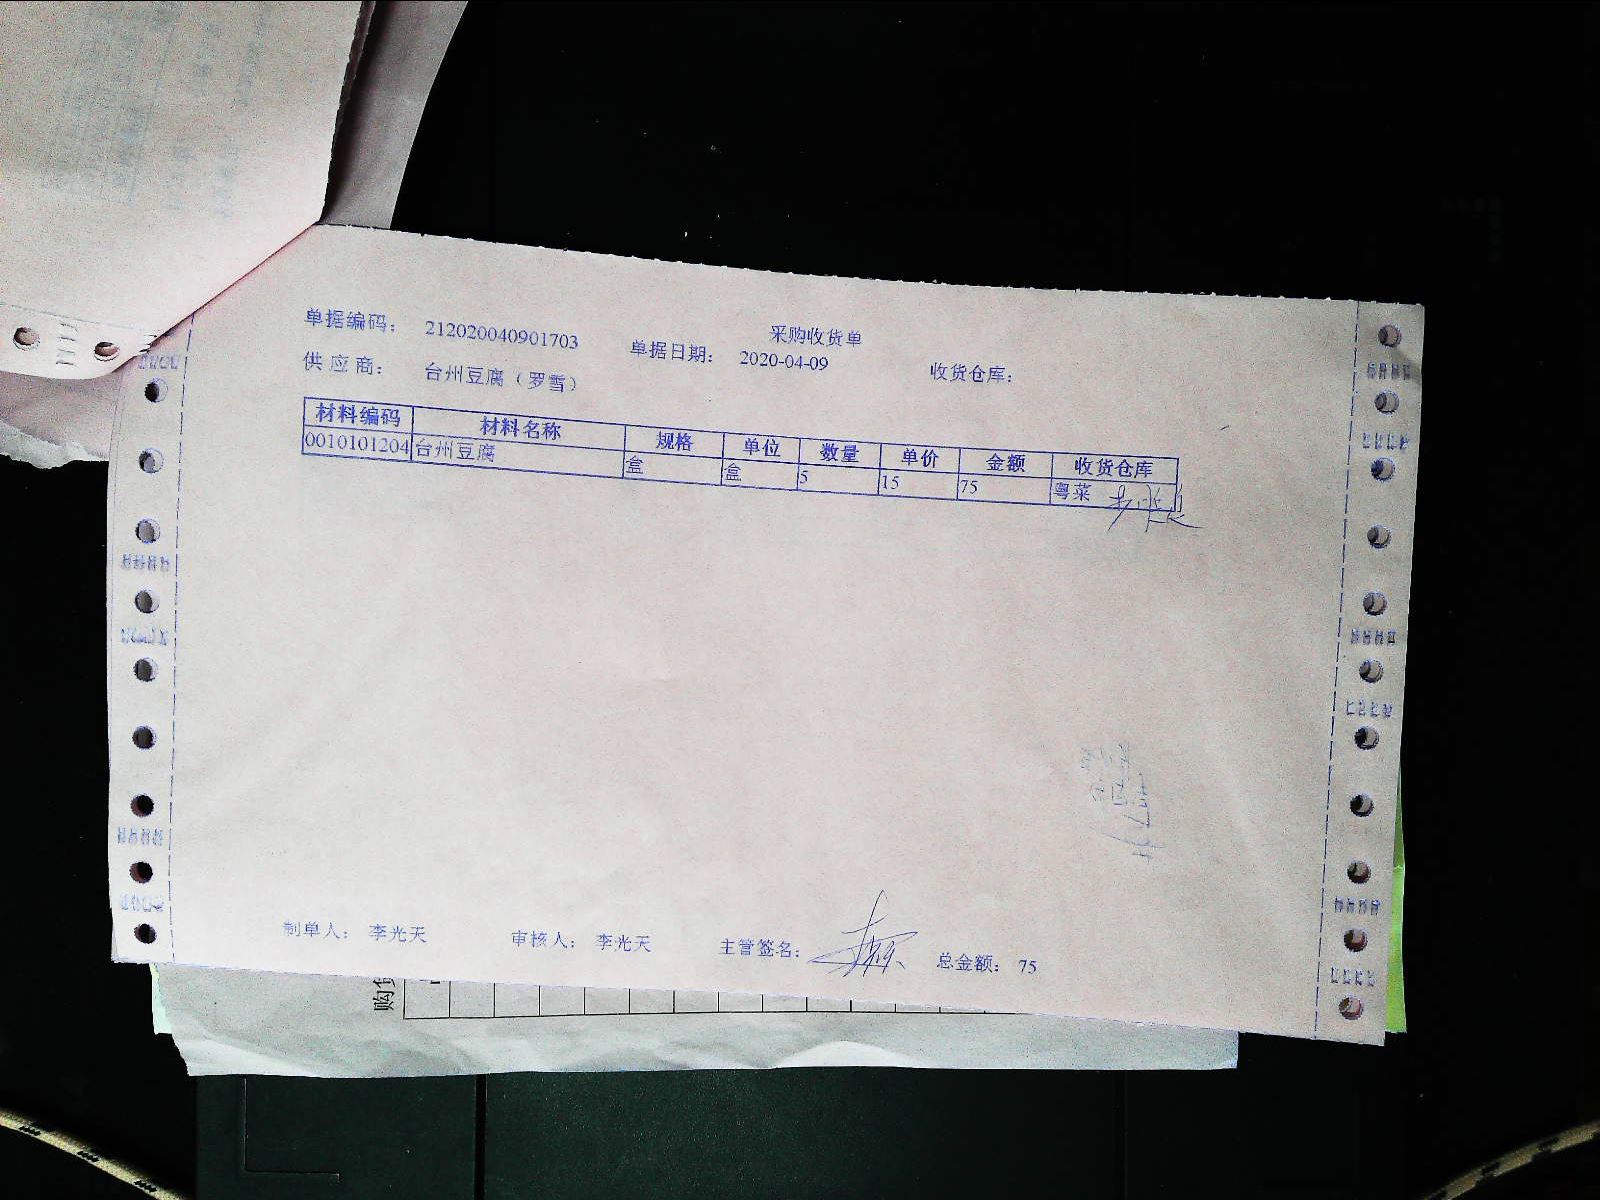 采购收货单
单据编码： 212020040901703 单据日期： 2020-04-09 收货仓库：
供 应 商： 台州豆腐（罗雪）
材料编码 材料名称 规格 单位 数量 单价 金额 收货仓库
0010101204 台州豆腐 盒 盒 5 15 75 粤菜
制单人： 李光天 审核人： 李光天 主管签名： 总金额： 75
购